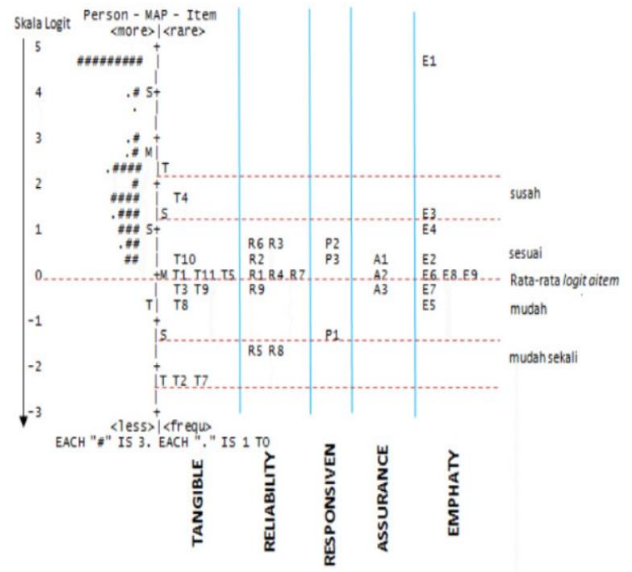 Skala Logit Person - MAP - Item
<more>|<rare>
5 +
######### | E1
4 .# S+
. |
3 .# +
.# M|
.#### |T
2 # +
#### | T4 susah
.### |S E3
1 ### S+ E4
.## | R6 R3 P2
## | T10 R2 P3 A1 E2 sesuai
0 +M T1 T11 T5 R1 R4 R7 A2 E6 E8 E9 Rata-rata logit aitem
| T3 T9 R9 A3 E7
T| T8 E5 mudah
-1 +
|S P1
| R5 R8 mudah sekali
-2 +
|T T2 T7
-3 +
<less>|<frequ>
EACH "#" IS 3. EACH "." IS 1 TO
TANGIBLE
RELIABILITY
RESPONSIVEN
ASSURANCE
EMPHATY